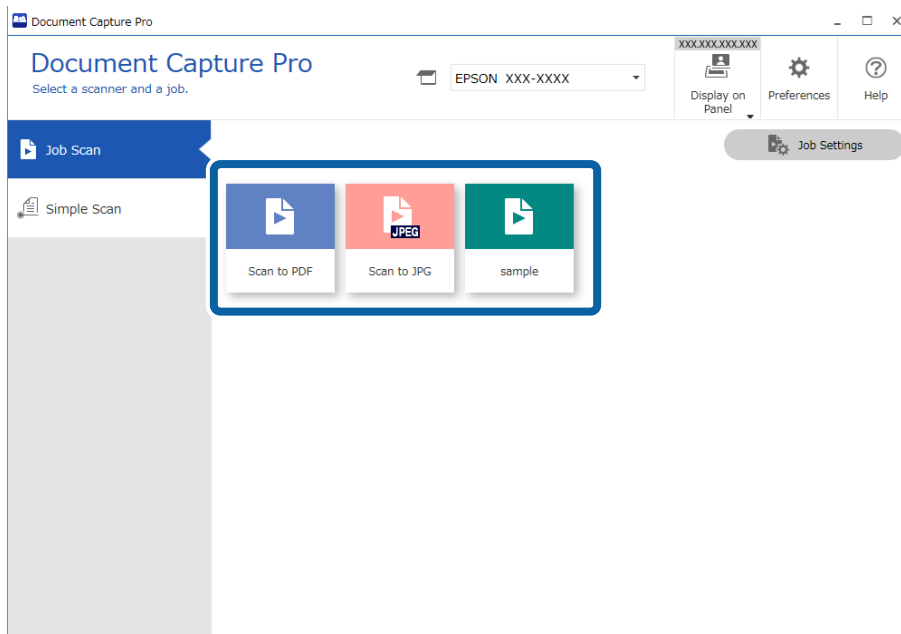 Document Capture Pro
Document Capture Pro
Select a scanner and a job.
EPSON XXX-XXXX
XXX.XXX.XXX.XXX
Display on
Panel
Preferences
Help
Job Scan
Job Settings
Simple Scan
JPEG
Scan to PDF
Scan to JPG
sample